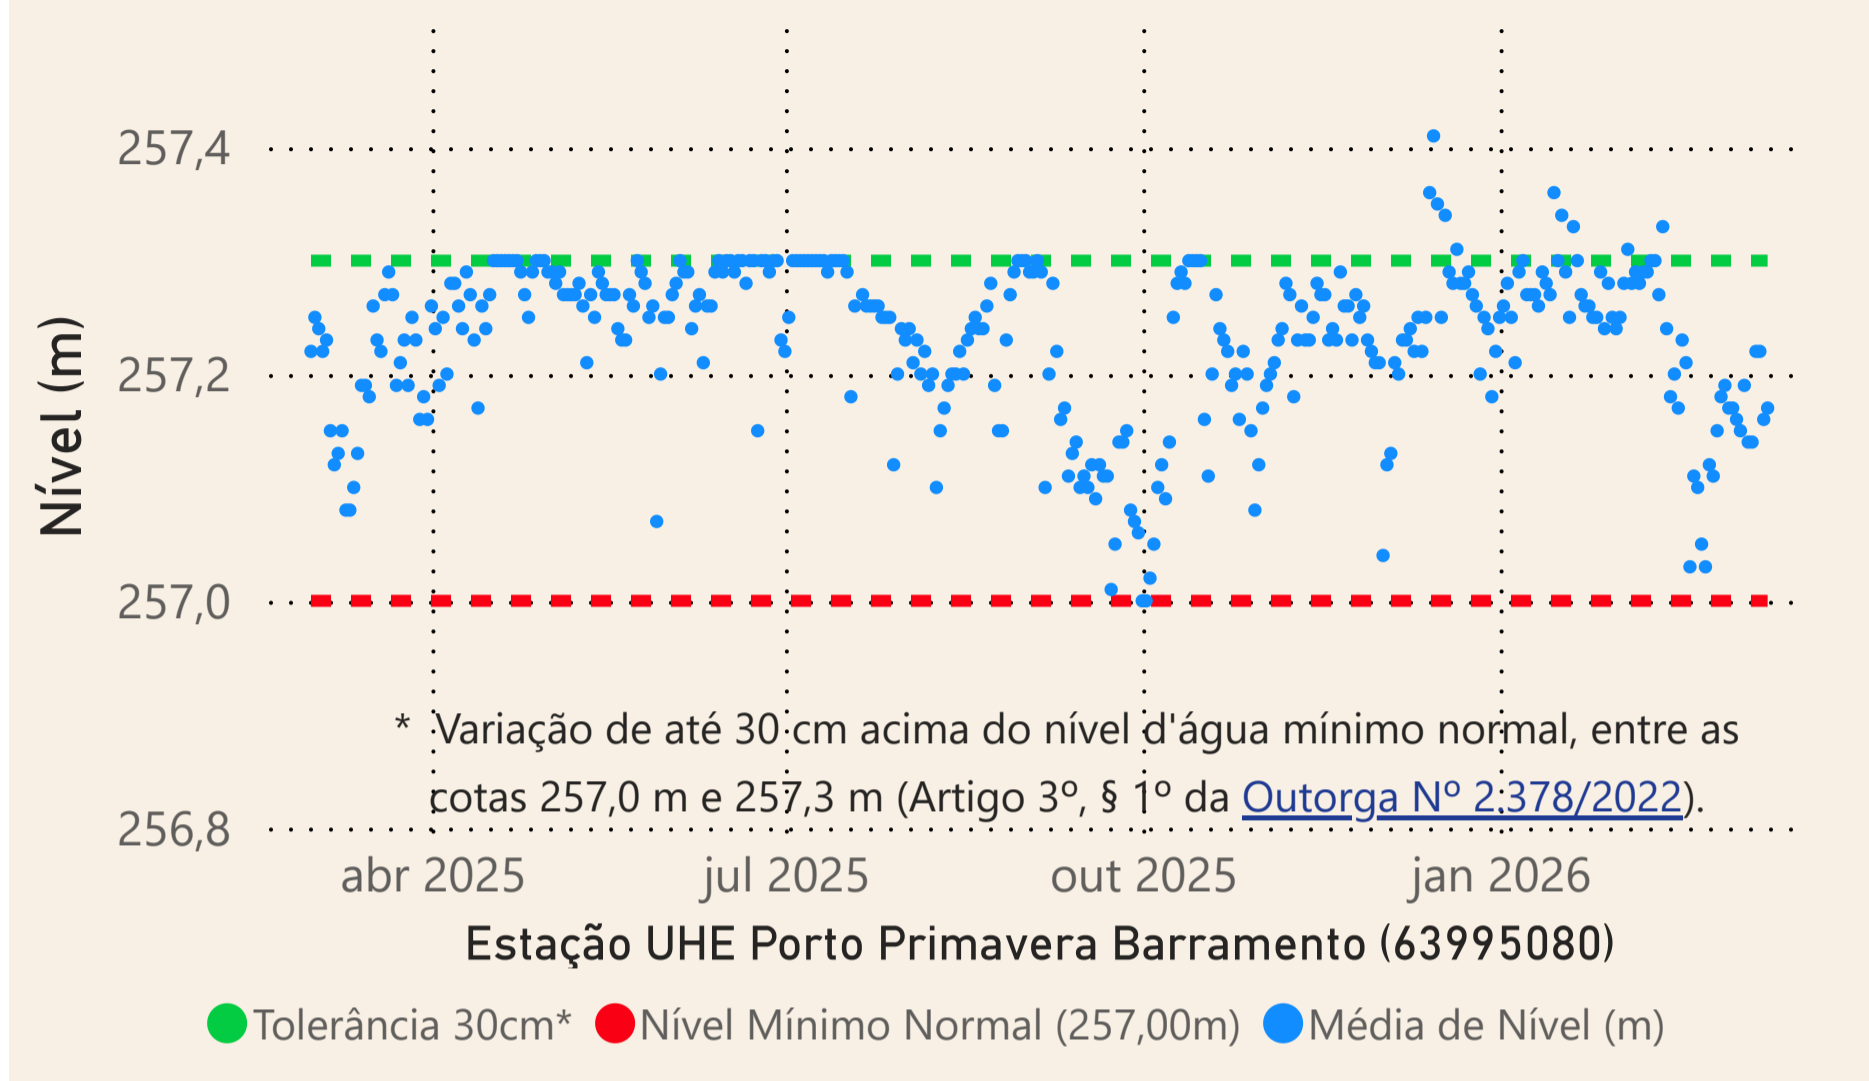 257,4
257,2
257,0
256,8
Nível (m)
* Variação de até 30 cm acima do nível d'água mínimo normal, entre as
cotas 257,0 m e 257,3 m (Artigo 3º, § 1º da Outorga Nº 2.378/2022).
abr 2025 jul 2025 out 2025 jan 2026
Estação UHE Porto Primavera Barramento (63995080)
Tolerância 30cm* Nível Mínimo Normal (257,00m) Média de Nível (m)